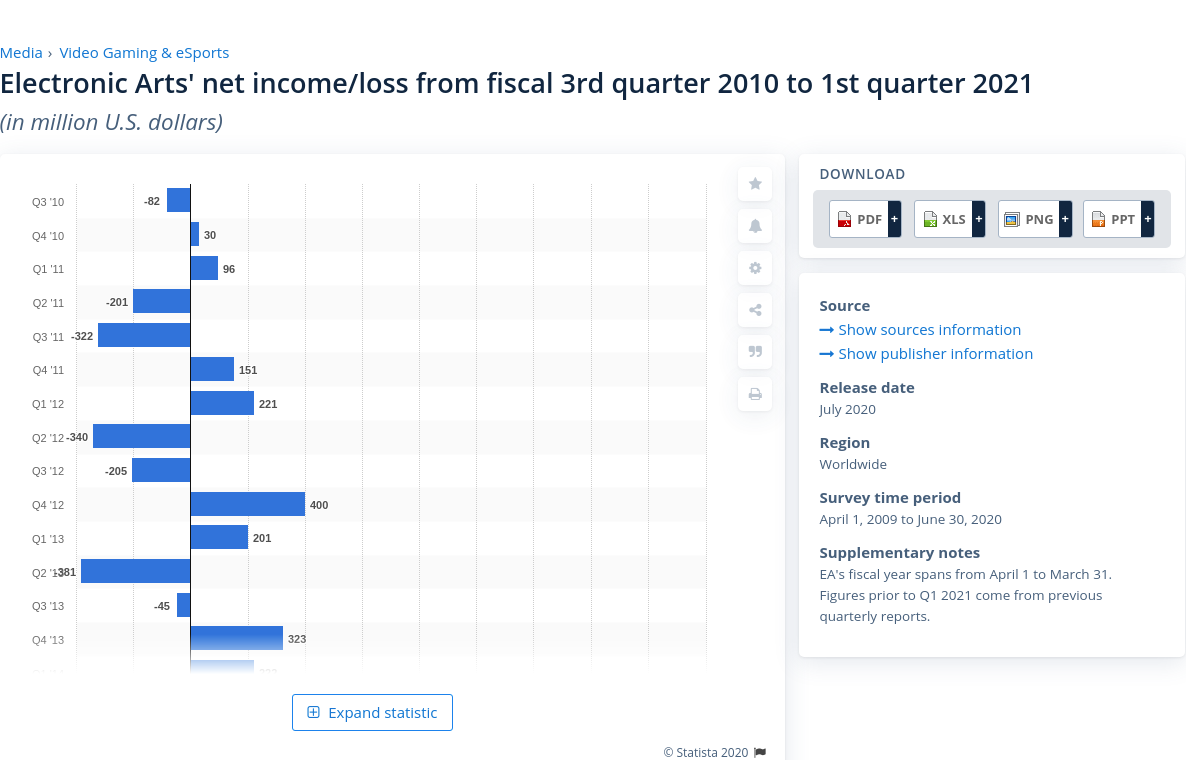 Media › Video Gaming & eSports
Electronic Arts' net income/loss from fiscal 3rd quarter 2010 to 1st quarter 2021
(in million U.S. dollars)
Q3 '10 -82
Q4 '10 30
Q1 '11 96
Q2 '11 -201
Q3 '11 -322
Q4 '11 151
Q1 '12 221
Q2 '12 -340
Q3 '12 -205
Q4 '12 400
Q1 '13 201
Q2 '13 -381
Q3 '13 -45
Q4 '13 323
Expand statistic
© Statista 2020
DOWNLOAD
PDF + XLS + PNG + PPT +
Source
Show sources information
Show publisher information
Release date
July 2020
Region
Worldwide
Survey time period
April 1, 2009 to June 30, 2020
Supplementary notes
EA's fiscal year spans from April 1 to March 31.
Figures prior to Q1 2021 come from previous
quarterly reports.